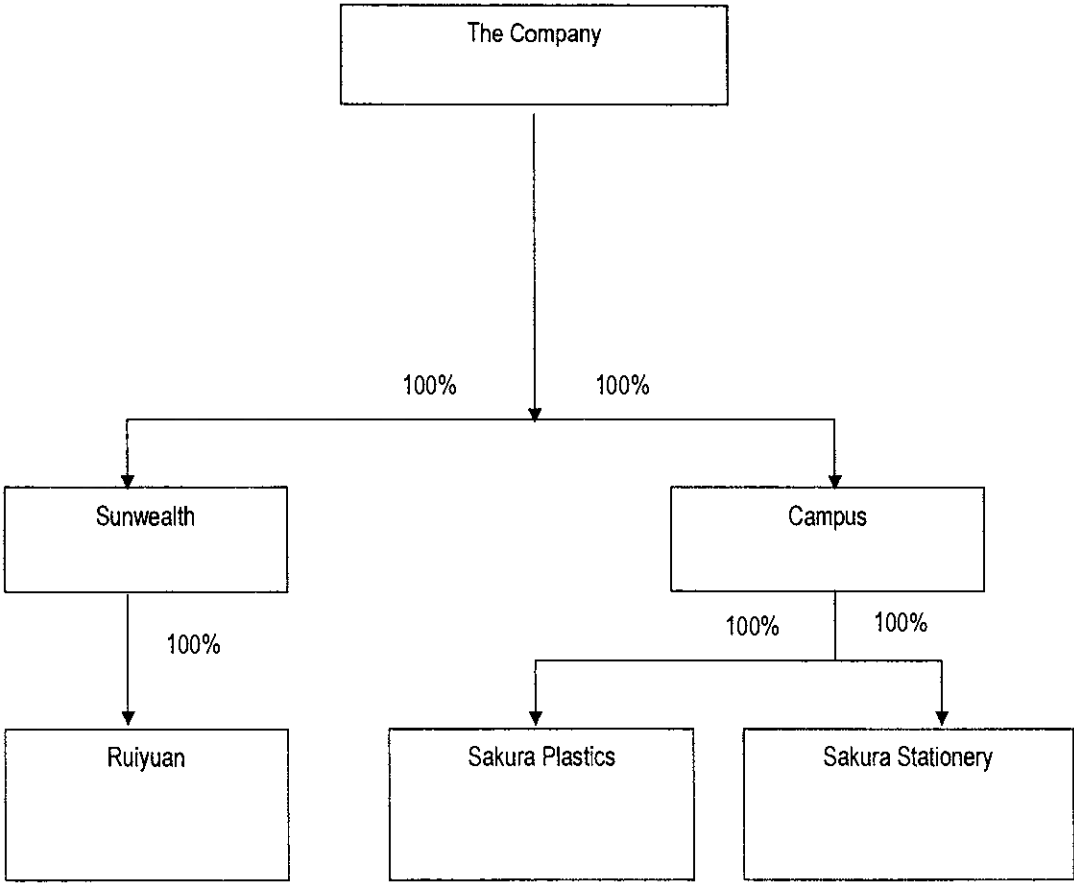 The Company
100% 100%
Sunwealth
Campus
100%
100%
100%
Ruiyuan
Sakura Plastics
Sakura Stationery